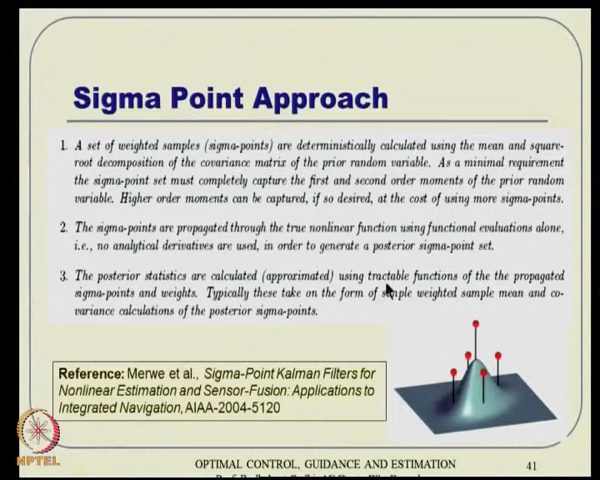 Sigma Point Approach
1. A set of weighted samples (sigma-points) are deterministically calculated using the mean and square-
root decomposition of the covariance matrix of the prior random variable. As a minimal requirement
the sigma-point set must completely capture the first and second order moments of the prior random
variable. Higher order moments can be captured, if so desired, at the cost of using more sigma-points.
2. The sigma-points are propagated through the true nonlinear function using functional evaluations alone,
i.e., no analytical derivatives are used, in order to generate a posterior sigma-point set.
3. The posterior statistics are calculated (approximated) using tractable functions of the the propagated
sigma-points and weights. Typically these take on the form of simple weighted sample mean and co-
variance calculations of the posterior sigma-points.
Reference: Merwe et al., Sigma-Point Kalman Filters for
Nonlinear Estimation and Sensor-Fusion: Applications to
Integrated Navigation, AIAA-2004-5120
NPTEL
OPTIMAL CONTROL, GUIDANCE AND ESTIMATION
41